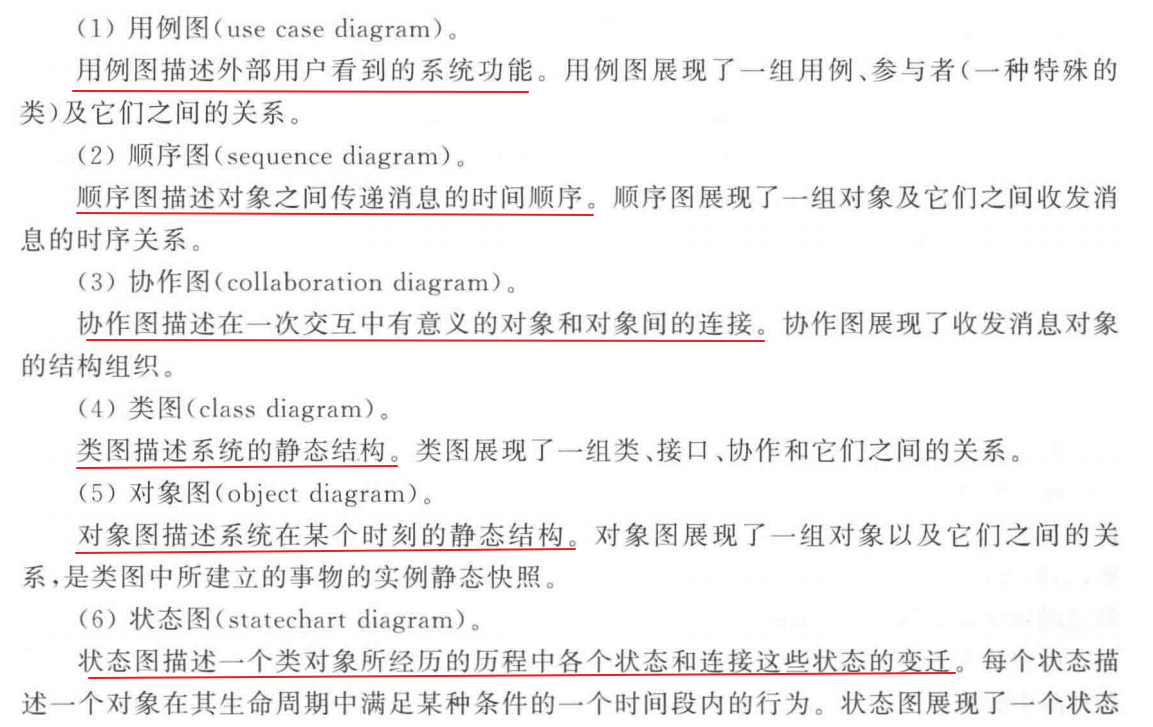 (1) 用例图(use case diagram)。
用例图描述外部用户看到的系统功能。用例图展现了一组用例、参与者(一种特殊的
类)及它们之间的关系。
(2) 顺序图(sequence diagram)。
顺序图描述对象之间传递消息的时间顺序。顺序图展现了一组对象及它们之间收发消
息的时序关系。
(3) 协作图(collaboration diagram)。
协作图描述在一次交互中有意义的对象和对象间的连接。协作图展现了收发消息对象
的结构组织。
(4) 类图(class diagram)。
类图描述系统的静态结构。类图展现了一组类、接口、协作和它们之间的关系。
(5) 对象图(object diagram)。
对象图描述系统在某个时刻的静态结构。对象图展现了一组对象以及它们之间的关
系,是类图中所建立的事物的实例静态快照。
(6) 状态图(statechart diagram)。
状态图描述一个类对象所经历的历程中各个状态和连接这些状态的变迁。每个状态描
述一个对象在其生命周期中满足某种条件的一个时间段内的行为。状态图展现了一个状态